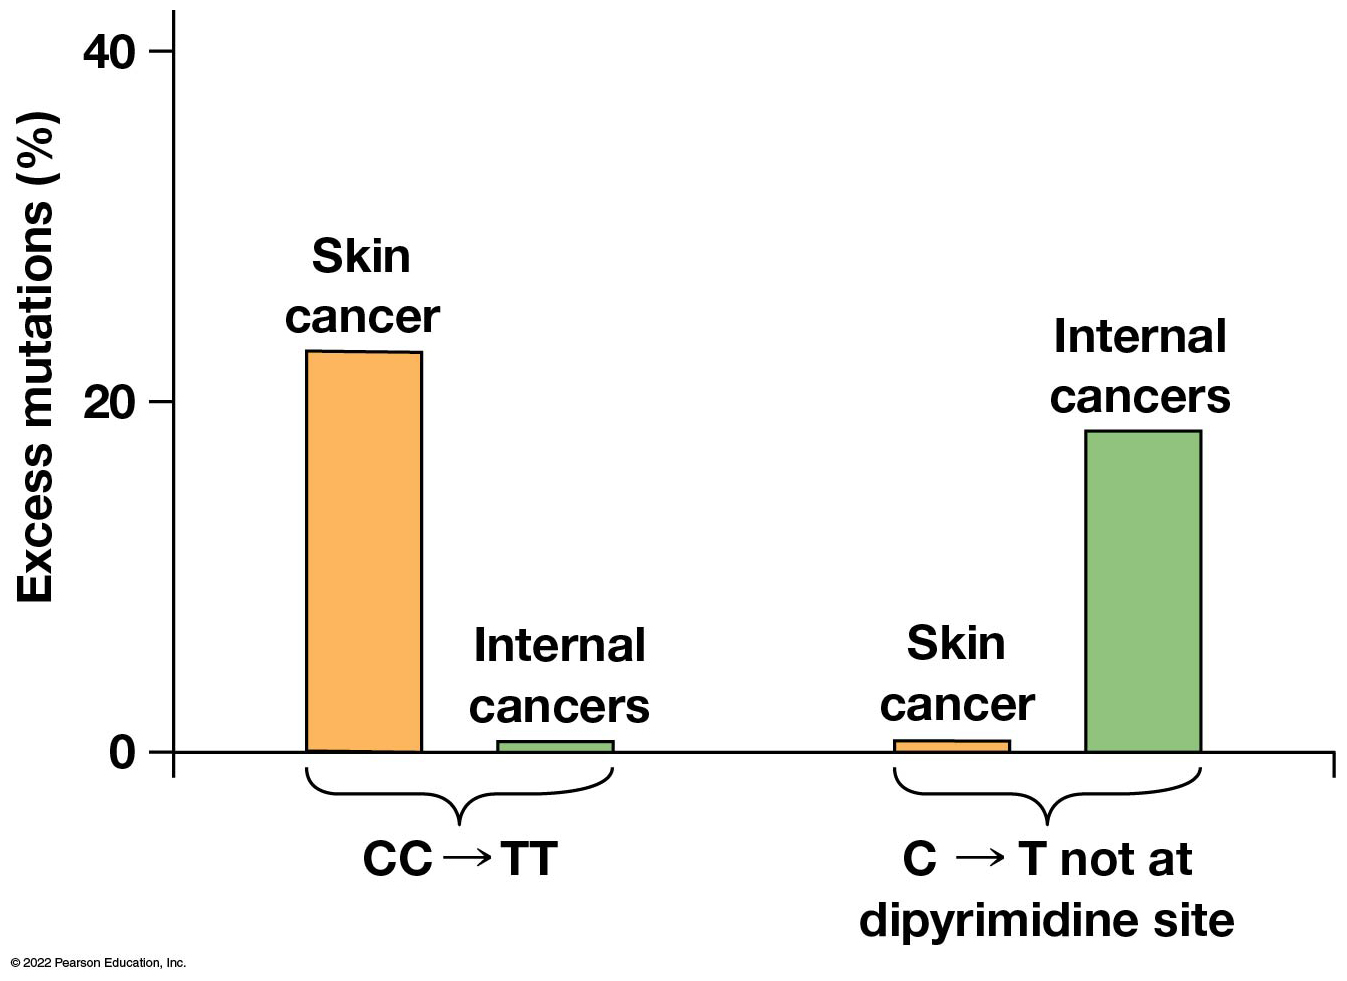 40
20
0
Excess mutations (%)
Skin
cancer
Internal
cancers
Skin
cancer
Internal
cancers
CC → TT
C → T not at
dipyrimidine site
© 2022 Pearson Education, Inc.